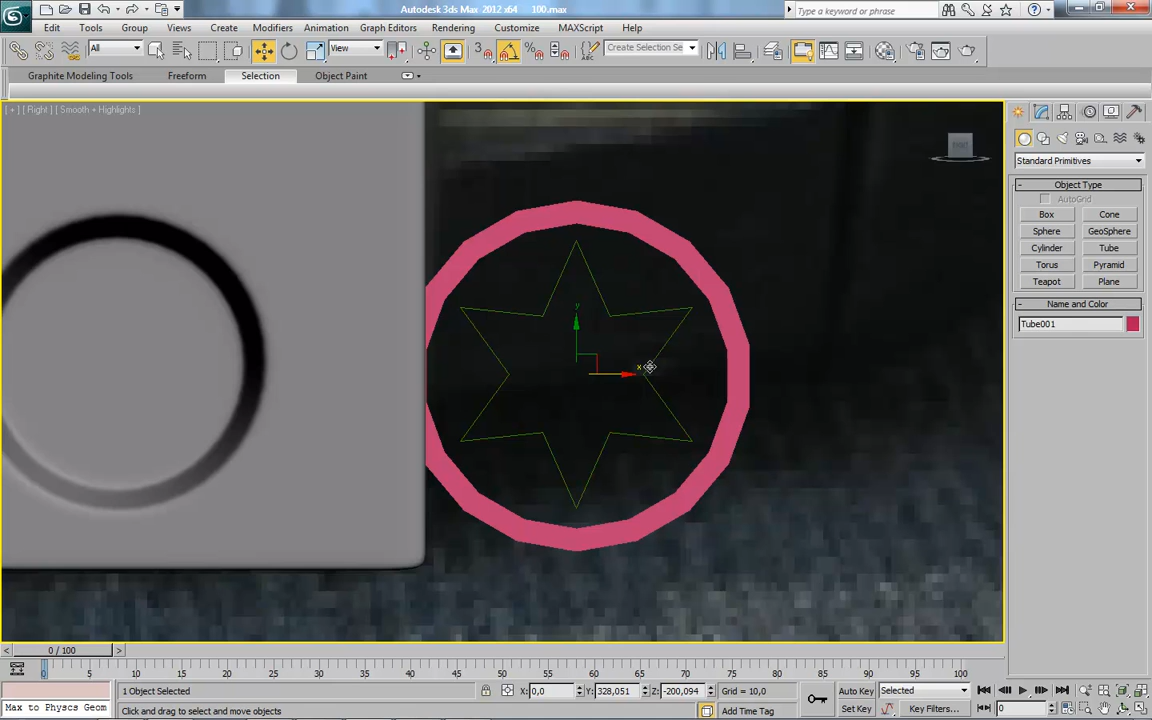 Autodesk 3ds Max 2012 x64    100.max
Type a keyword or phrase
Edit Tools Group Views Create Modifiers Animation Graph Editors Rendering Customize MAXScript Help
All View 3 Create Selection Se
Graphite Modeling Tools Freeform Selection Object Paint
[ + ] [ Right ] [ Smooth + Highlights ]
Standard Primitives
- Object Type
AutoGrid
Box Cone
Sphere GeoSphere
Cylinder Tube
Torus Pyramid
Teapot Plane
- Name and Color
Tube001
y
x
< 0 / 100 >
0 5 10 15 20 25 30 35 40 45 50 55 60 65 70 75 80 85 90 95 100
1 Object Selected X: 0,0 Y: 328,051 Z: -200,094 Grid = 10,0 Auto Key Selected
Max to Physcs Geom Click and drag to select and move objects Add Time Tag Set Key Key Filters... 0